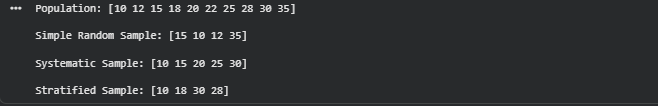 Population: [10 12 15 18 20 22 25 28 30 35]
Simple Random Sample: [15 10 12 35]
Systematic Sample: [10 15 20 25 30]
Stratified Sample: [10 18 30 28]